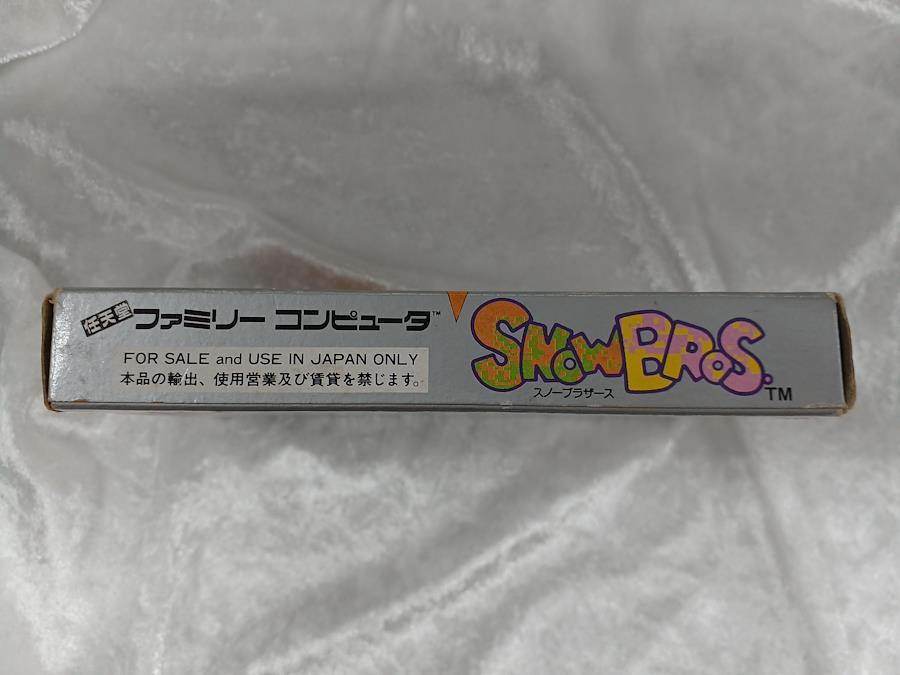 任天堂 ファミリー コンピュータ™
FOR SALE and USE IN JAPAN ONLY
本品の輸出、使用営業及び賃貸を禁じます。
SNOW BROS.
スノーブラザース
TM